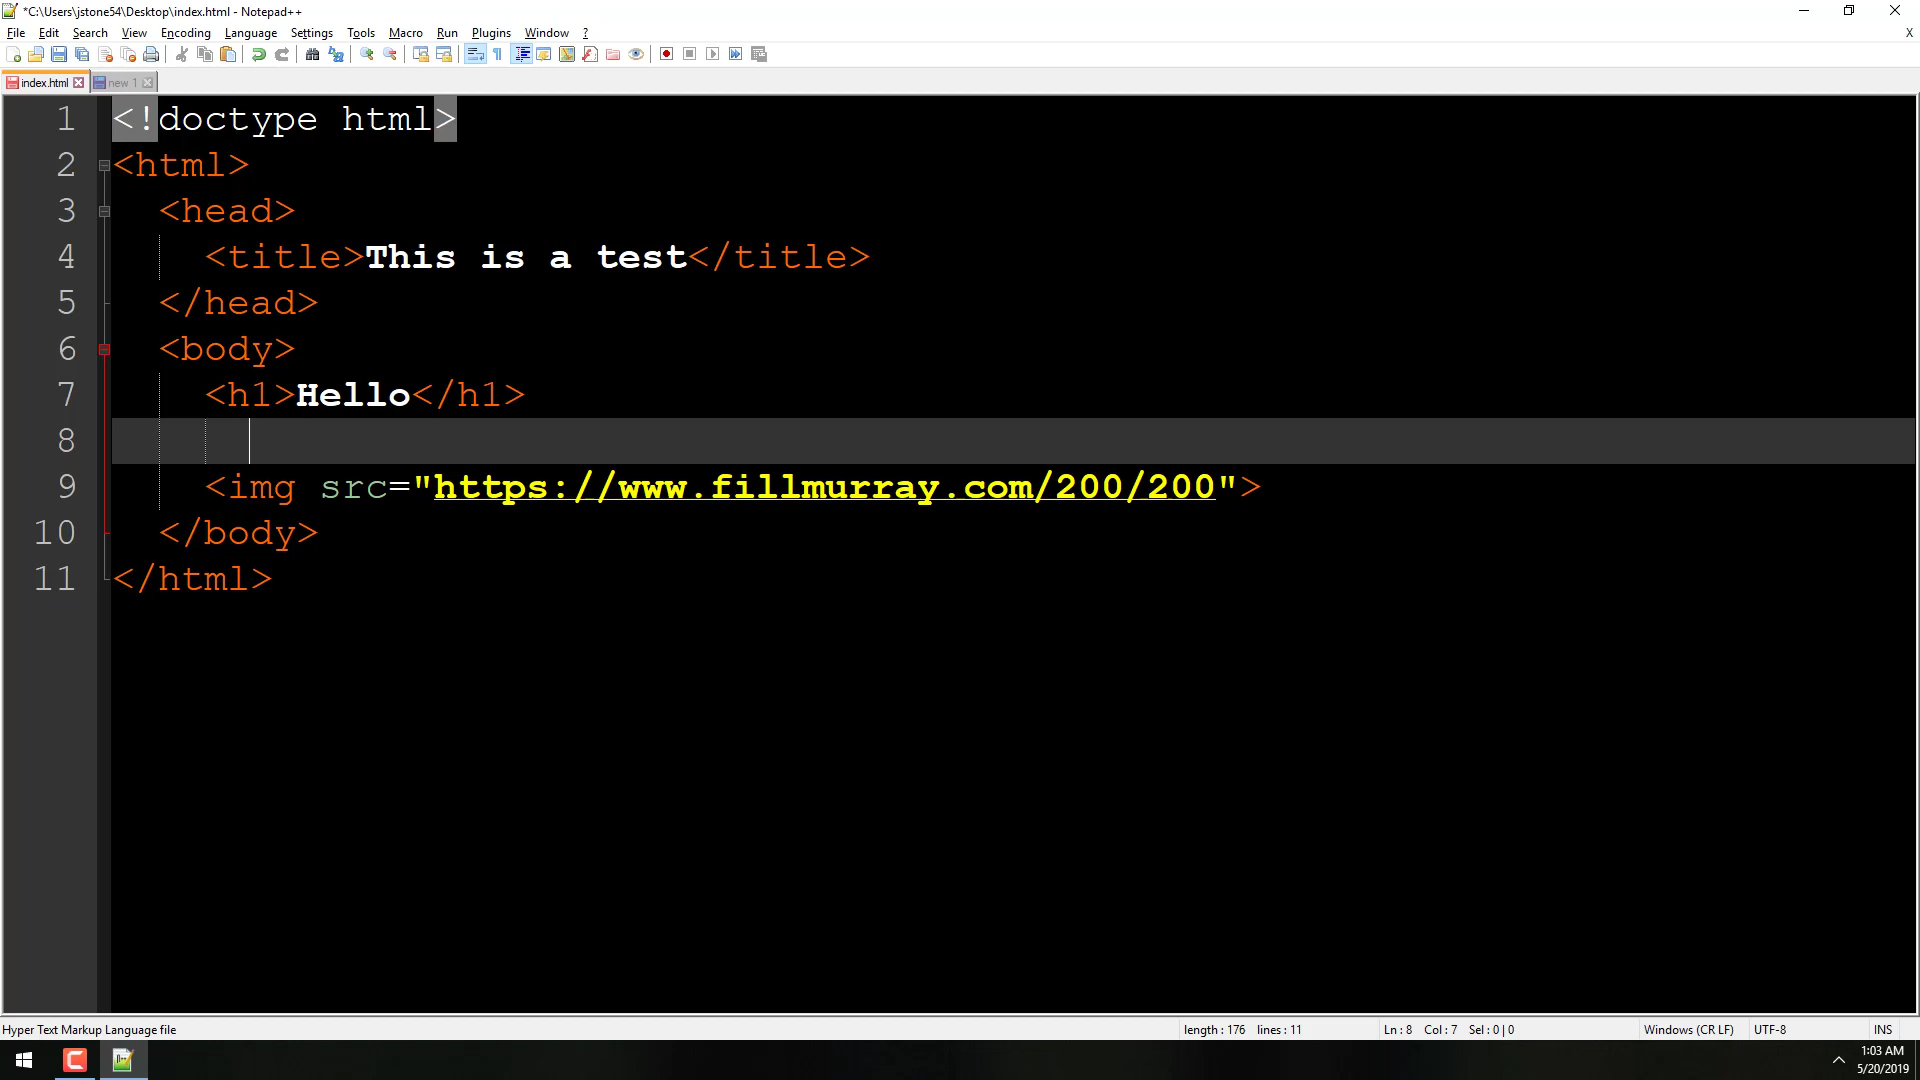 *C:\Users\jstone54\Desktop\index.html - Notepad++
File Edit Search View Encoding Language Settings Tools Macro Run Plugins Window ? X
index.html new 1
1 <!doctype html>
2 <html>
3 <head>
4 <title>This is a test</title>
5 </head>
6 <body>
7 <h1>Hello</h1>
8
9 <img src="https://www.fillmurray.com/200/200">
10 </body>
11 </html>
Hyper Text Markup Language file length : 176 lines : 11 Ln : 8 Col : 7 Sel : 0 | 0 Windows (CR LF) UTF-8 INS
1:03 AM
5/20/2019